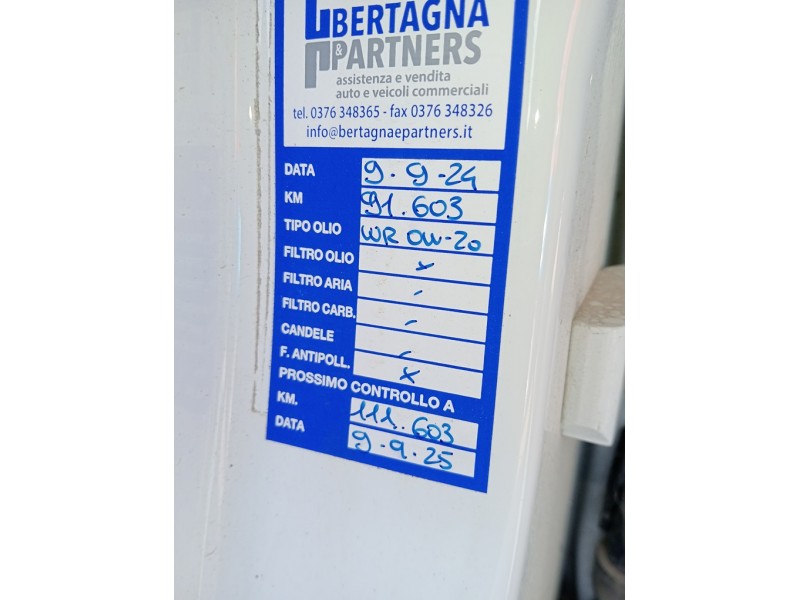 BERTAGNA
& PARTNERS
assistenza e vendita
auto e veicoli commerciali
tel. 0376 348365 - fax 0376 348326
info@bertagnaepartners.it
DATA 9-9-24
KM 91.603
TIPO OLIO WR 0W-20
FILTRO OLIO x
FILTRO ARIA -
FILTRO CARB. -
CANDELE -
F. ANTIPOLL. x
PROSSIMO CONTROLLO A
KM. 111.603
DATA 9-9-25